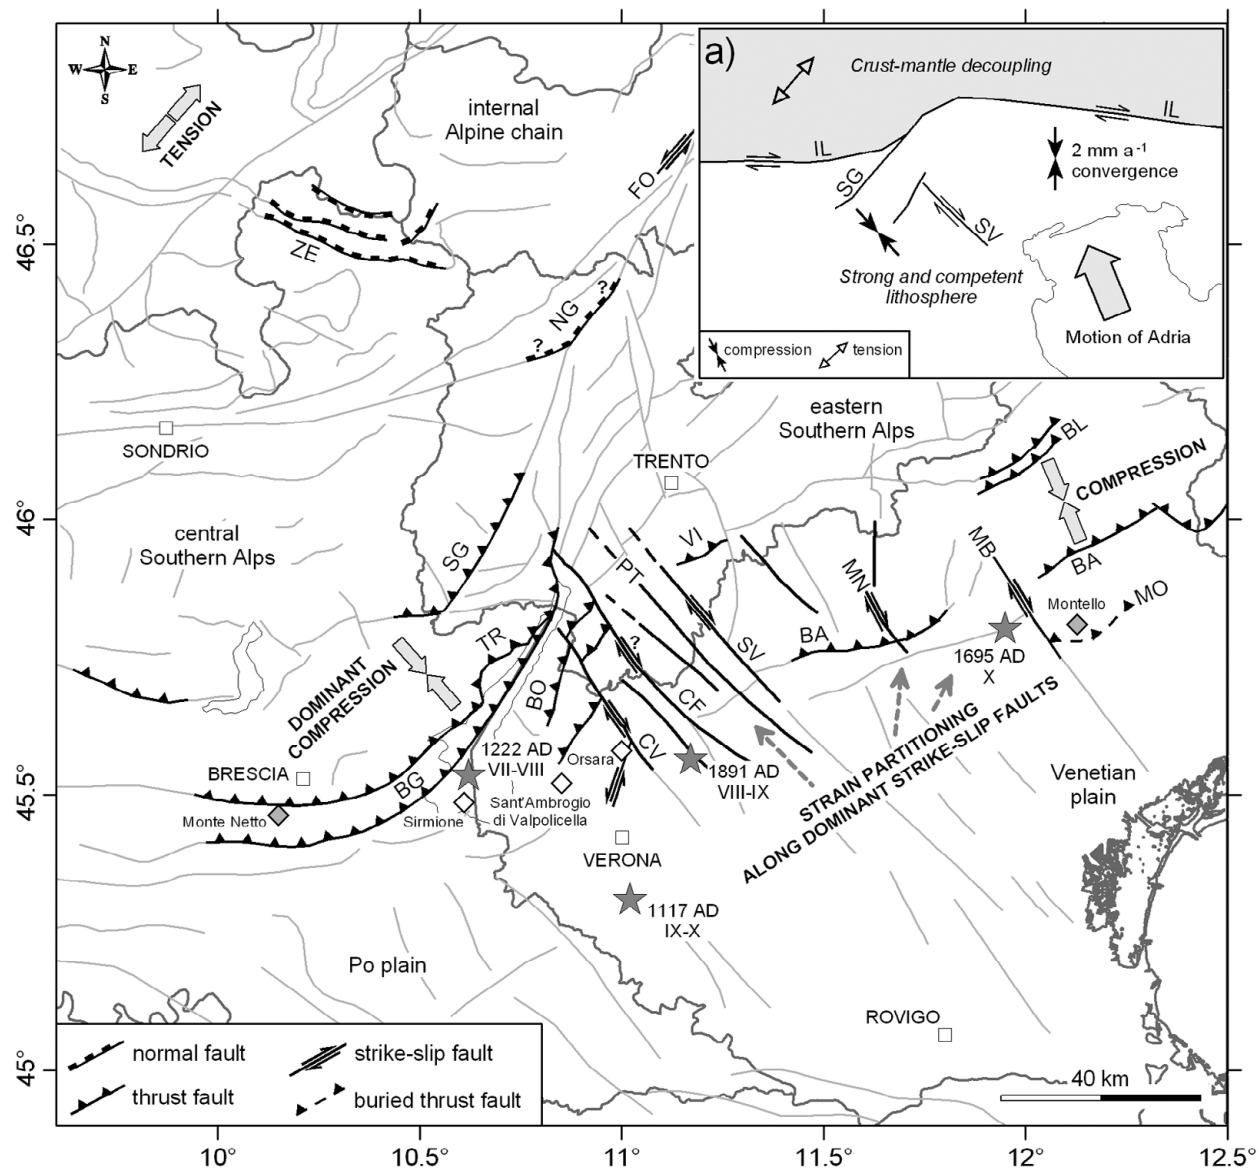 N
W E
S
TENSION
internal
Alpine chain
FO
ZE
NG
?
?
a)
Crust-mantle decoupling
IL
IL
SG
SV
2 mm a-1
convergence
Strong and competent
lithosphere
Motion of Adria
compression
tension
46.5°
46°
45.5°
45°
SONDRIO
TRENTO
eastern
Southern Alps
BL
COMPRESSION
central
Southern Alps
SG
VI
PT
MN
MB
BA
Montello
MO
TR
SV
BA
1695 AD
X
DOMINANT
COMPRESSION
BO
?
CF
CV
BRESCIA
BG
1222 AD
VII-VIII
Orsara
1891 AD
VIII-IX
STRAIN PARTITIONING
ALONG DOMINANT STRIKE-SLIP FAULTS
Venetian
plain
Monte Netto
Sirmione
Sant'Ambrogio
di Valpolicella
VERONA
1117 AD
IX-X
Po plain
ROVIGO
normal fault
strike-slip fault
thrust fault
buried thrust fault
40 km
10°
10.5°
11°
11.5°
12°
12.5°